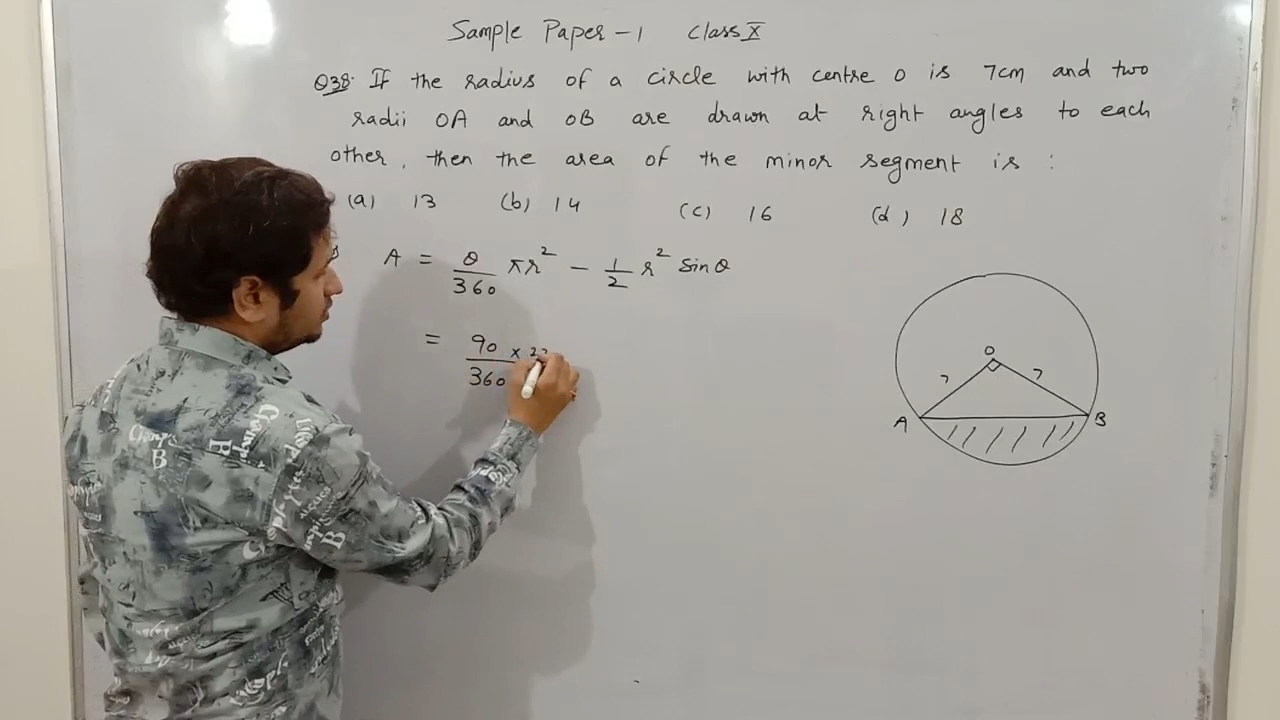 Sample Paper - 1 Class X
Q38. If the radius of a circle with centre O is 7cm and two
radii OA and OB are drawn at right angles to each
other, then the area of the minor segment is :
(a) 13 (b) 14 (c) 16 (d) 18
A = θ/360 πr² - 1/2 r² Sinθ
= 90/360 × 22
O
7 7
A B